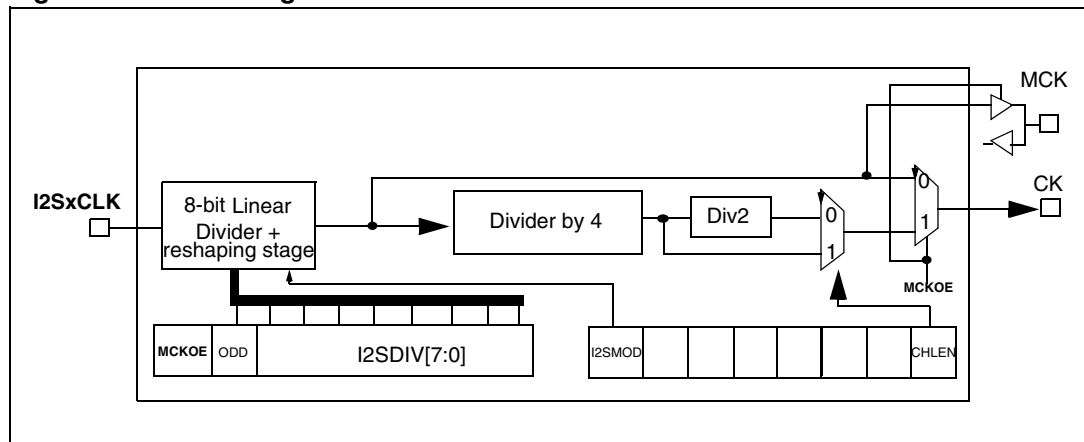 MCK
I2SxCLK
8-bit Linear
Divider +
reshaping stage
Divider by 4
Div2
0
1
0
1
CK
MCKOE
MCKOE
ODD
I2SDIV[7:0]
I2SMOD
CHLEN